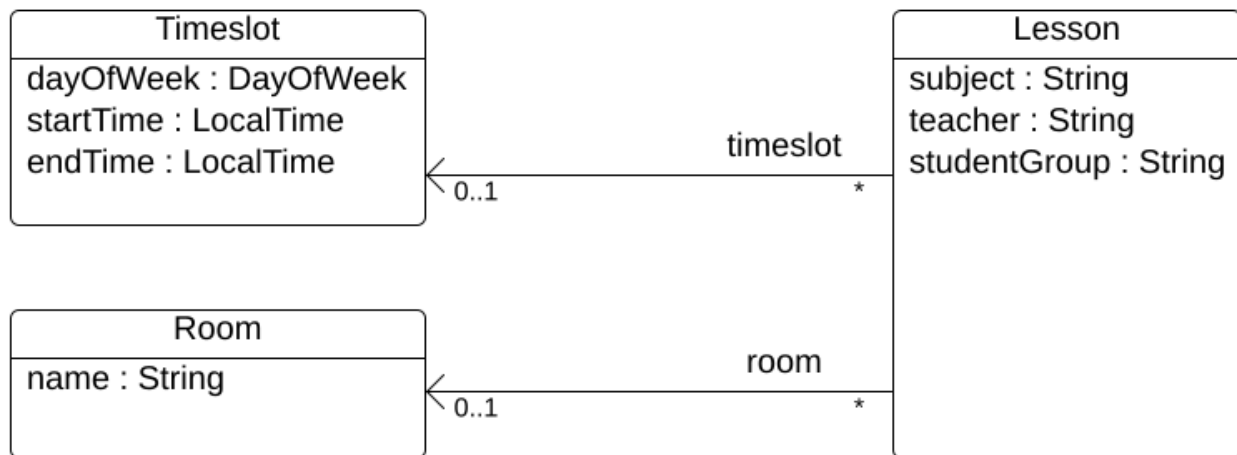 Timeslot
dayOfWeek : DayOfWeek
startTime : LocalTime
endTime : LocalTime
Lesson
subject : String
teacher : String
studentGroup : String
timeslot
0..1
*
Room
name : String
room
0..1
*